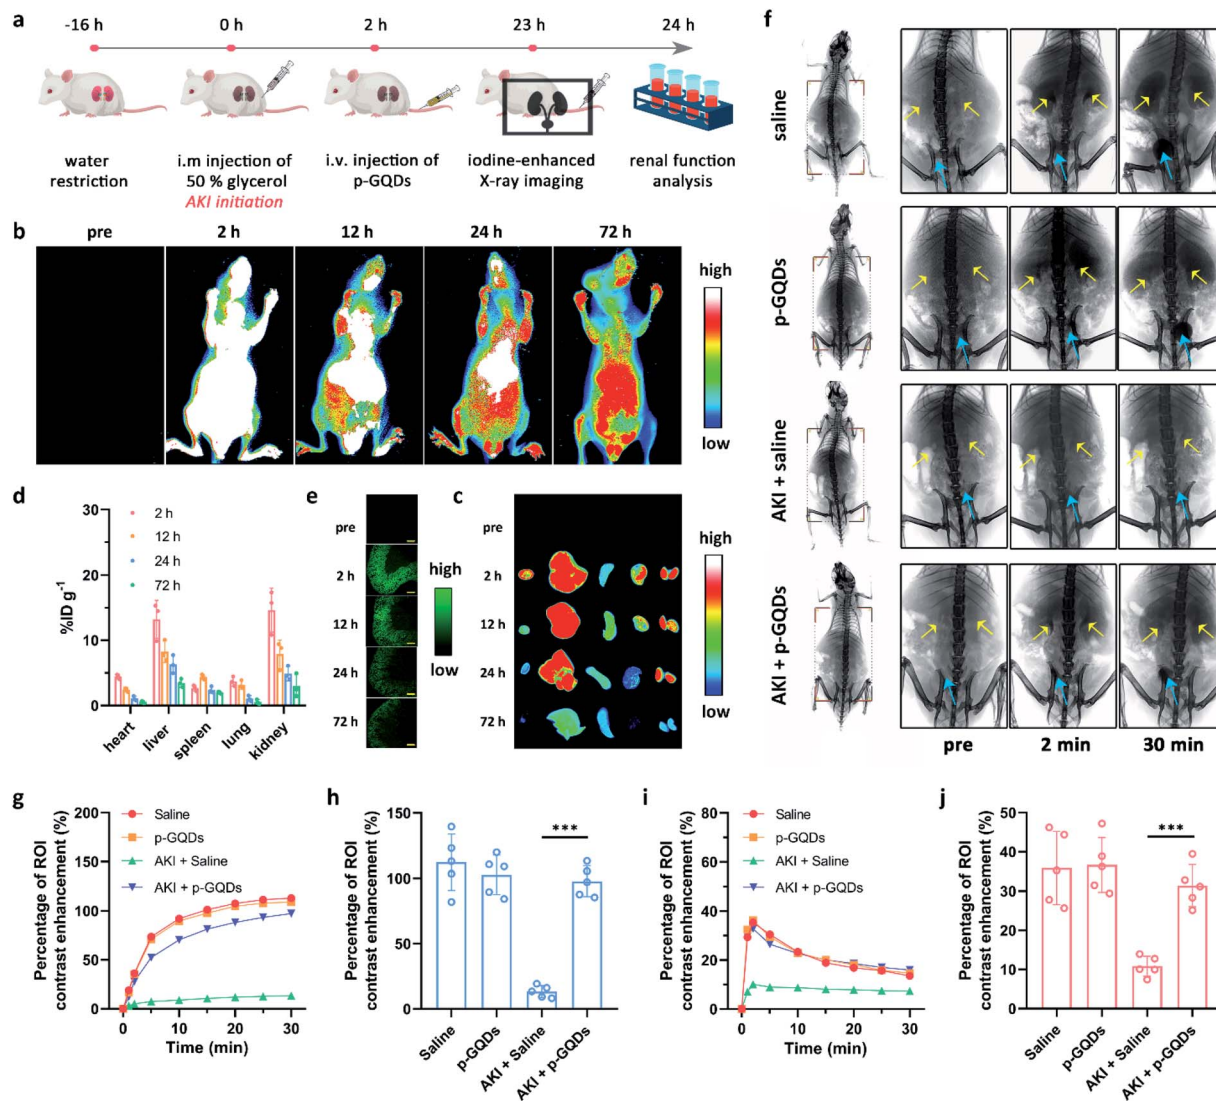 a
-16 h
0 h
2 h
23 h
24 h
water
restriction
i.m injection of
50 % glycerol
AKI initiation
i.v. injection of
p-GQDs
iodine-enhanced
X-ray imaging
renal function
analysis
b
pre
2 h
12 h
24 h
72 h
high
low
d
30
20
10
0
%ID g⁻¹
2 h
12 h
24 h
72 h
heart
liver
spleen
lung
kidney
e
pre
2 h
12 h
24 h
72 h
high
low
c
pre
2 h
12 h
24 h
72 h
high
low
f
saline
p-GQDs
AKI + saline
AKI + p-GQDs
pre
2 min
30 min
g
Percentage of ROI
contrast enhancement (%)
200
150
100
50
0
Saline
p-GQDs
AKI + Saline
AKI + p-GQDs
0
10
20
30
Time (min)
h
Percentage of ROI
contrast enhancement (%)
150
100
50
0
***
Saline
p-GQDs
AKI + Saline
AKI + p-GQDs
i
Percentage of ROI
contrast enhancement (%)
80
60
40
20
0
Saline
p-GQDs
AKI + Saline
AKI + p-GQDs
0
10
20
30
Time (min)
j
Percentage of ROI
contrast enhancement (%)
50
40
30
20
10
0
***
Saline
p-GQDs
AKI + Saline
AKI + p-GQDs